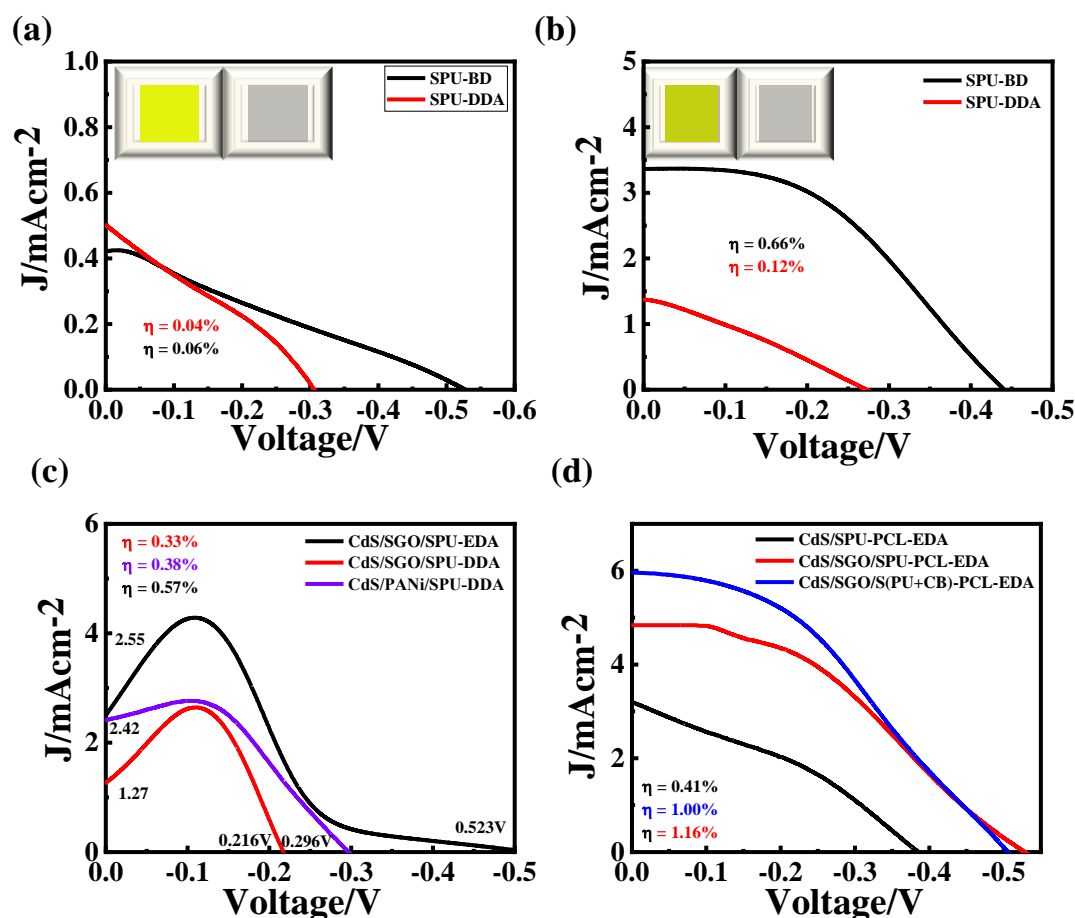 (a)
1.0
0.8
0.6
0.4
0.2
0.0
J/mAcm-2
SPU-BD
SPU-DDA
η = 0.04%
η = 0.06%
0.0 -0.1 -0.2 -0.3 -0.4 -0.5 -0.6
Voltage/V
(b)
5
4
3
2
1
0
J/mAcm-2
SPU-BD
SPU-DDA
η = 0.66%
η = 0.12%
0.0 -0.1 -0.2 -0.3 -0.4 -0.5
Voltage/V
(c)
6
4
2
0
J/mAcm-2
η = 0.33%
η = 0.38%
η = 0.57%
CdS/SGO/SPU-EDA
CdS/SGO/SPU-DDA
CdS/PANi/SPU-DDA
2.55
2.42
1.27
0.216V
0.296V
0.523V
0.0 -0.1 -0.2 -0.3 -0.4 -0.5
Voltage/V
(d)
6
4
2
0
J/mAcm-2
CdS/SPU-PCL-EDA
CdS/SGO/SPU-PCL-EDA
CdS/SGO/S(PU+CB)-PCL-EDA
η = 0.41%
η = 1.00%
η = 1.16%
0.0 -0.1 -0.2 -0.3 -0.4 -0.5
Voltage/V